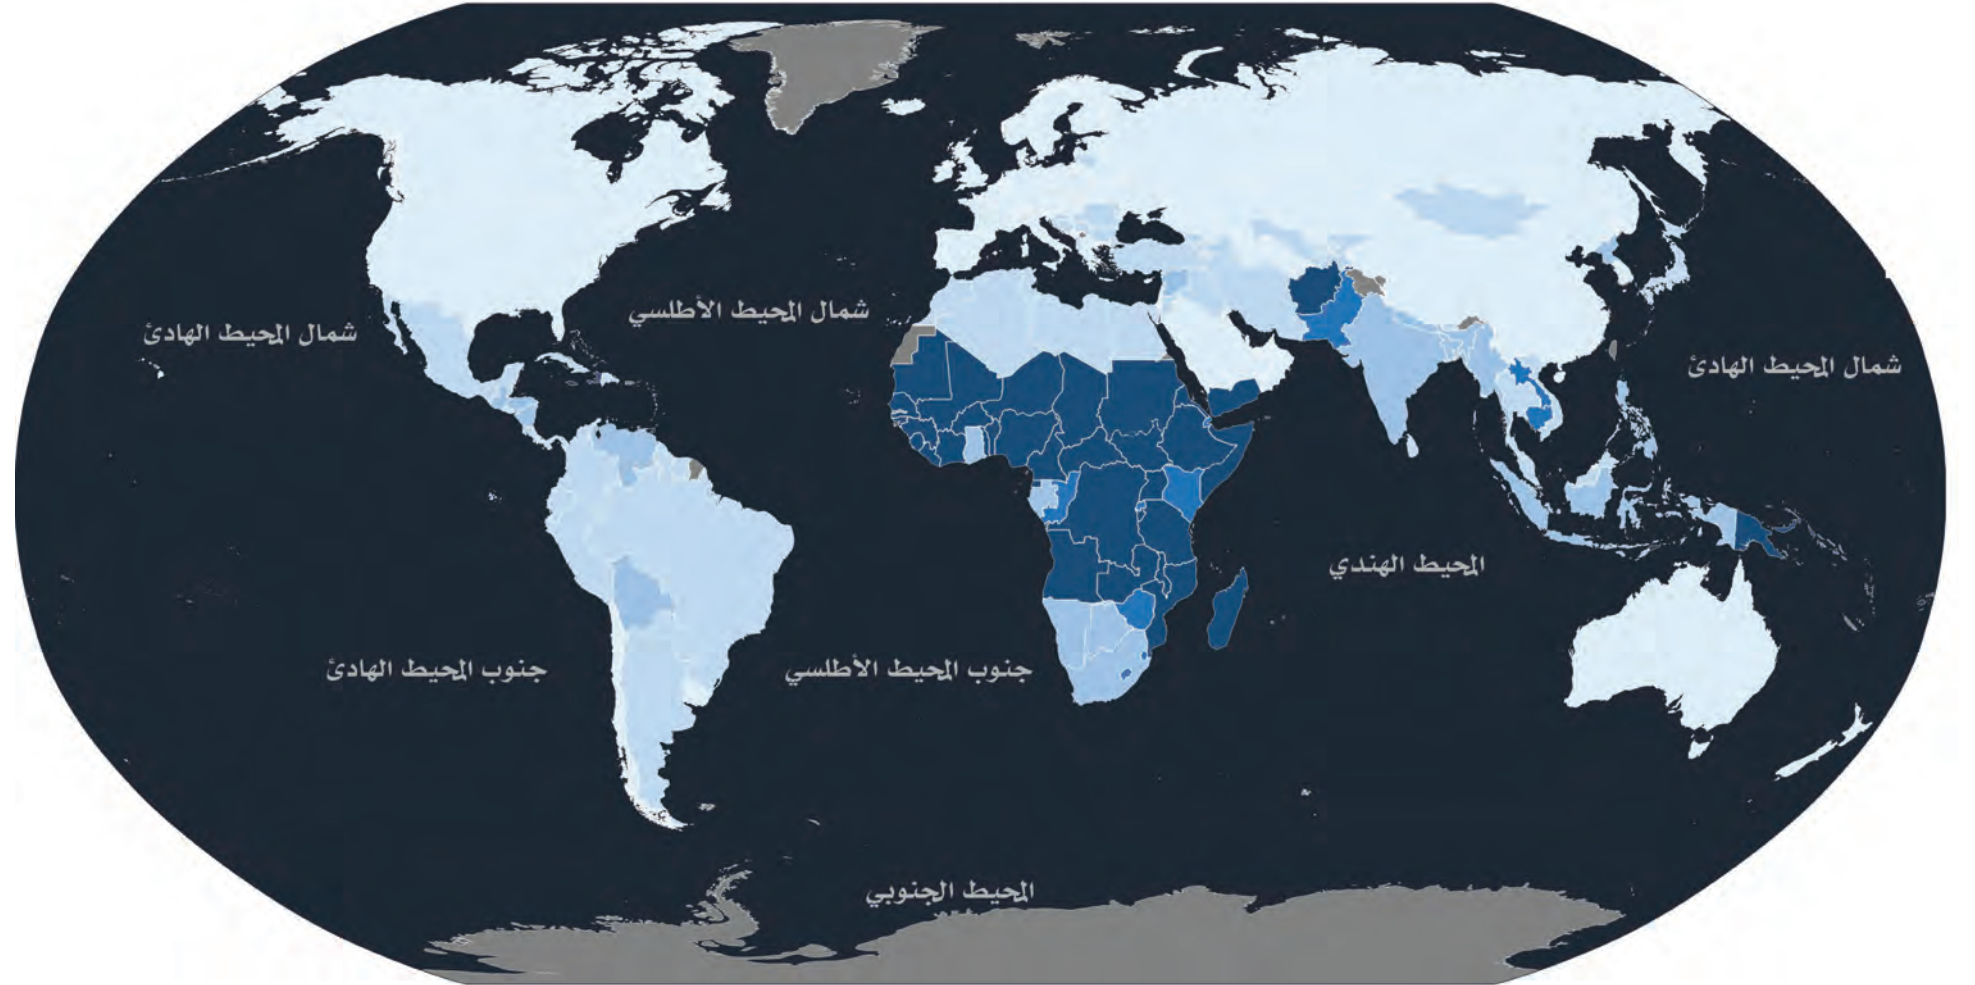 شمال المحيط الأطلسي
شمال المحيط الهادئ
شمال المحيط الهادئ
المحيط الهندي
جنوب المحيط الأطلسي
جنوب المحيط الهادئ
المحيط الجنوبي